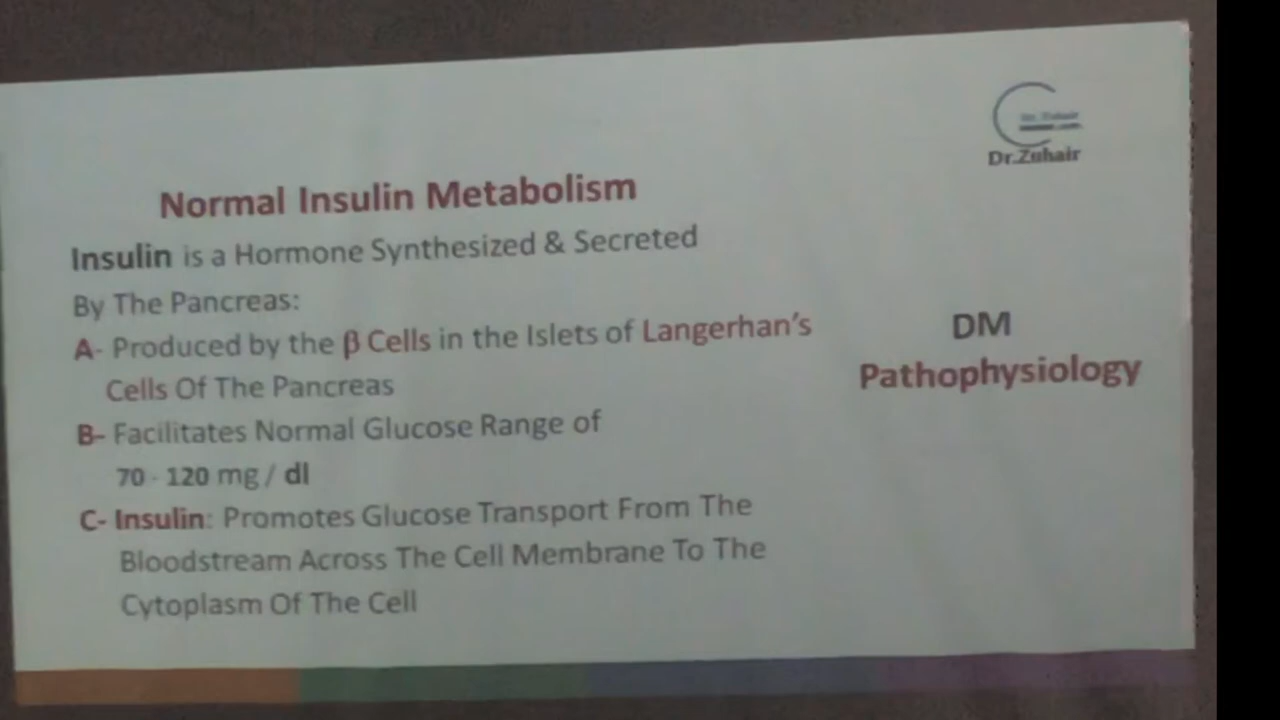 Dr.Zuhair
Normal Insulin Metabolism
Insulin is a Hormone Synthesized & Secreted
By The Pancreas:
A- Produced by the β Cells in the Islets of Langerhan's
Cells Of The Pancreas
B- Facilitates Normal Glucose Range of
70 - 120 mg / dl
C- Insulin: Promotes Glucose Transport From The
Bloodstream Across The Cell Membrane To The
Cytoplasm Of The Cell
DM
Pathophysiology